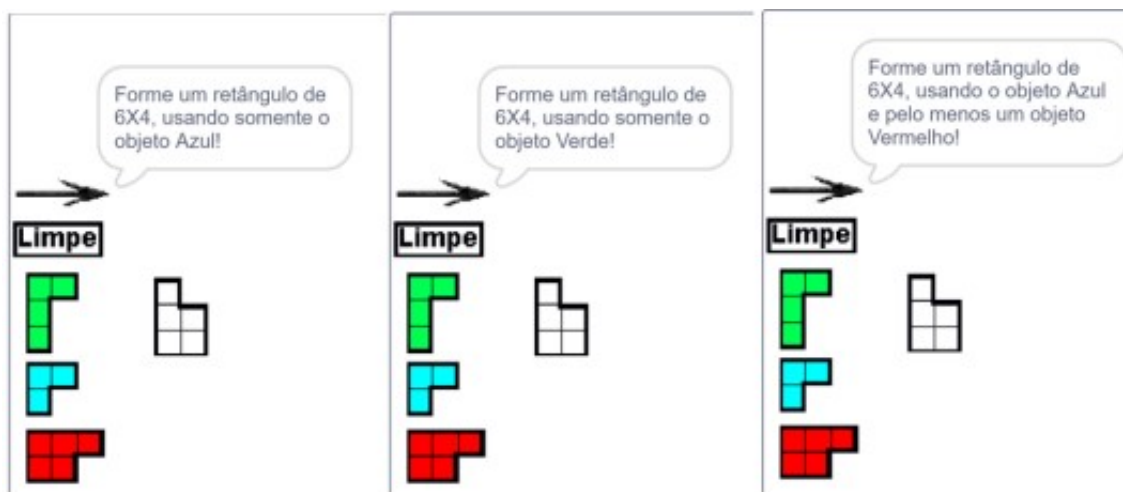 Forme um retângulo de
6X4, usando somente o
objeto Azul!
Limpe
Forme um retângulo de
6X4, usando somente o
objeto Verde!
Limpe
Forme um retângulo de
6X4, usando o objeto Azul
e pelo menos um objeto
Vermelho!
Limpe